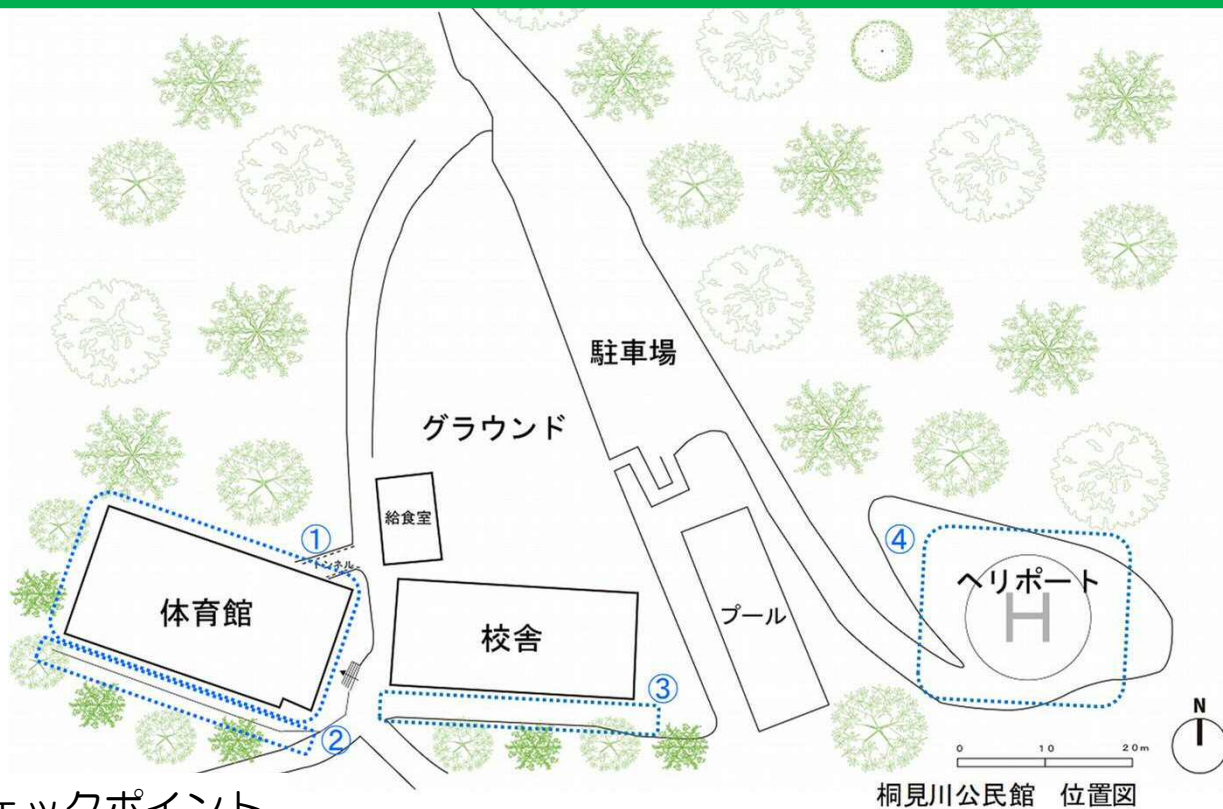 駐車場
グラウンド
給食室
①
トンネル
④
ヘリポート
H
体育館
校舎
プール
③
②
N
0 10 20m
桐見川公民館 位置図
ェックポイント